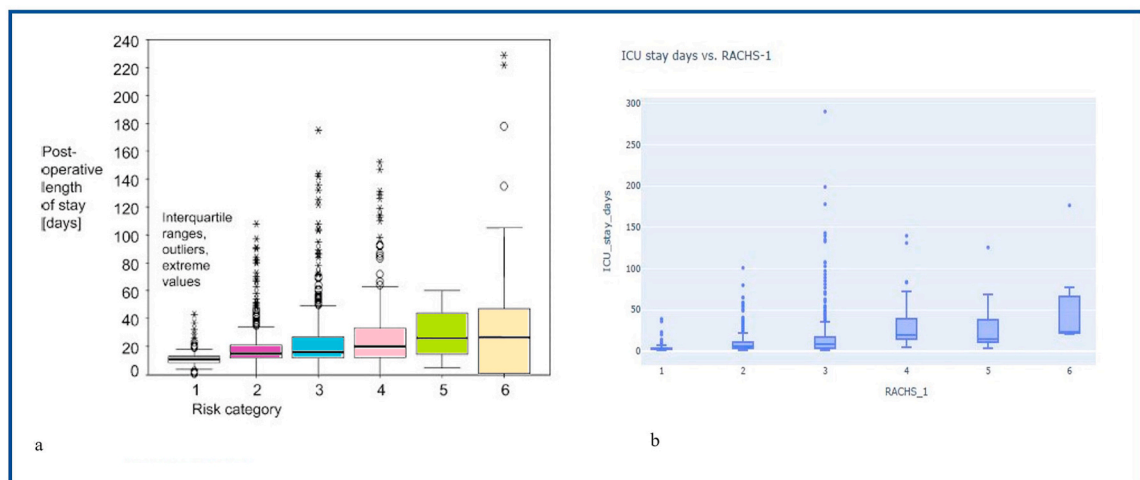 240
220
200
180
160
140
120
100
80
60
40
20
0
Post-
operative
length
of stay
[days]
Interquartile
ranges,
outliers,
extreme
values
1 2 3 4 5 6
Risk category
a
ICU stay days vs. RACHS-1
300
250
200
150
100
50
0
ICU_stay_days
1 2 3 4 5 6
RACHS_1
b